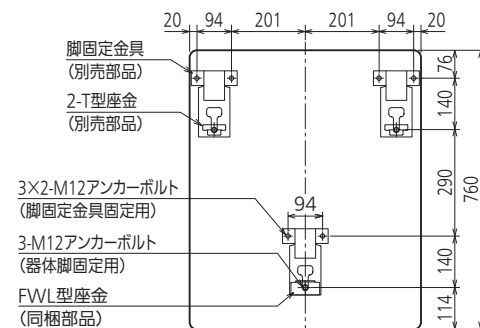 20 94 201 201 94 20
脚固定金具
(別売部品)
2-T型座金
(別売部品)
76
140
290
760
3×2-M12アンカーボルト
(脚固定金具固定用)
94
3-M12アンカーボルト
(器体脚固定用)
140
FWL型座金
(同梱部品)
114